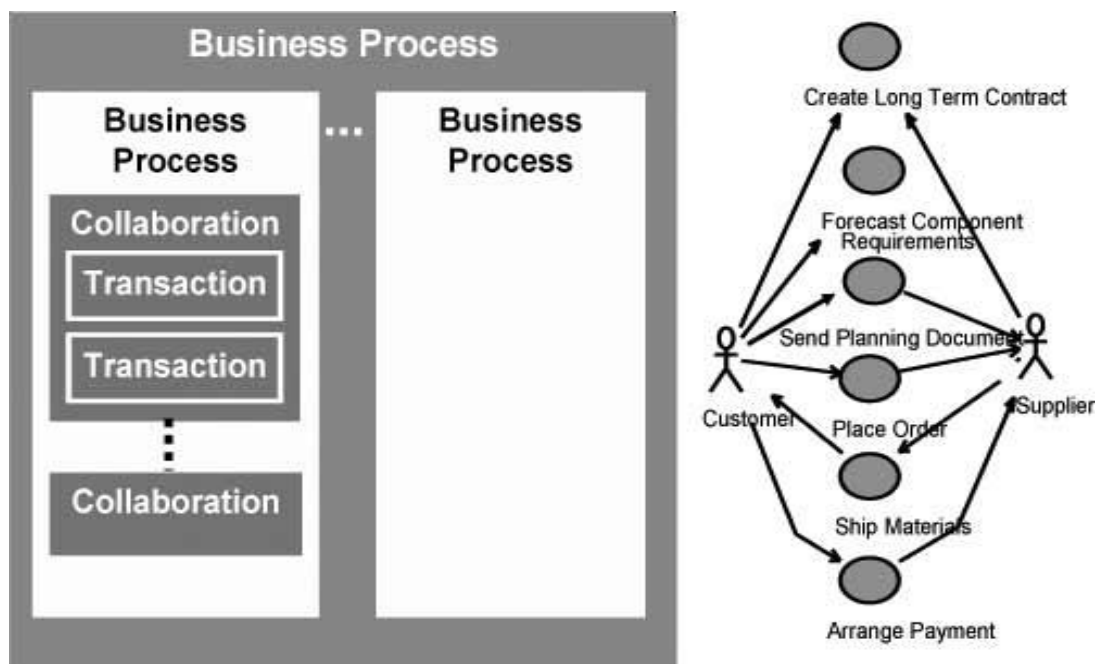 Business Process
Business
Process
...
Business
Process
Collaboration
Transaction
Transaction
Collaboration
Create Long Term Contract
Forecast Component
Requirements
Send Planning Document
Customer
Supplier
Place Order
Ship Materials
Arrange Payment